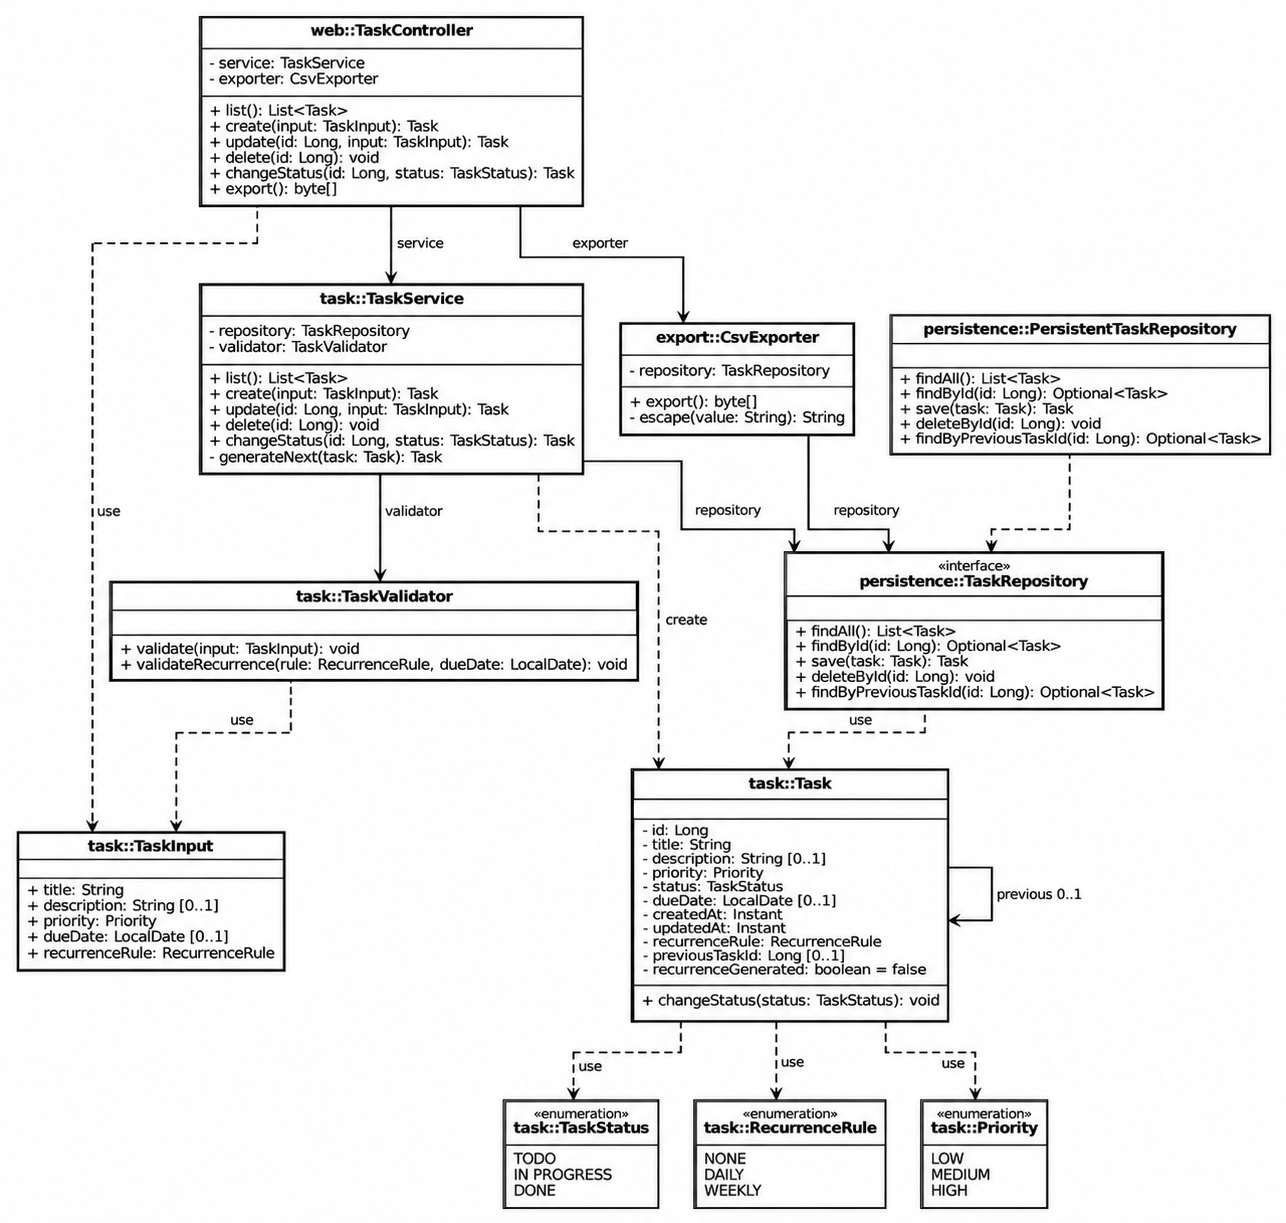 web::TaskController
- service: TaskService
- exporter: CsvExporter
+ list(): List<Task>
+ create(input: TaskInput): Task
+ update(id: Long, input: TaskInput): Task
+ delete(id: Long): void
+ changeStatus(id: Long, status: TaskStatus): Task
+ export(): byte[]
service
exporter
task::TaskService
- repository: TaskRepository
- validator: TaskValidator
+ list(): List<Task>
+ create(input: TaskInput): Task
+ update(id: Long, input: TaskInput): Task
+ delete(id: Long): void
+ changeStatus(id: Long, status: TaskStatus): Task
- generateNext(task: Task): Task
export::CsvExporter
- repository: TaskRepository
+ export(): byte[]
- escape(value: String): String
persistence::PersistentTaskRepository
+ findAll(): List<Task>
+ findById(id: Long): Optional<Task>
+ save(task: Task): Task
+ deleteById(id: Long): void
+ findByPreviousTaskId(id: Long): Optional<Task>
use
validator
repository
repository
«interface»
persistence::TaskRepository
+ findAll(): List<Task>
+ findById(id: Long): Optional<Task>
+ save(task: Task): Task
+ deleteById(id: Long): void
+ findByPreviousTaskId(id: Long): Optional<Task>
task::TaskValidator
+ validate(input: TaskInput): void
+ validateRecurrence(rule: RecurrenceRule, dueDate: LocalDate): void
create
use
use
task::Task
- id: Long
- title: String
- description: String [0..1]
- priority: Priority
- status: TaskStatus
- dueDate: LocalDate [0..1]
- createdAt: Instant
- updatedAt: Instant
- recurrenceRule: RecurrenceRule
- previousTaskId: Long [0..1]
- recurrenceGenerated: boolean = false
+ changeStatus(status: TaskStatus): void
previous 0..1
task::TaskInput
+ title: String
+ description: String [0..1]
+ priority: Priority
+ dueDate: LocalDate [0..1]
+ recurrenceRule: RecurrenceRule
use
use
use
«enumeration»
task::TaskStatus
TODO
IN PROGRESS
DONE
«enumeration»
task::RecurrenceRule
NONE
DAILY
WEEKLY
«enumeration»
task::Priority
LOW
MEDIUM
HIGH